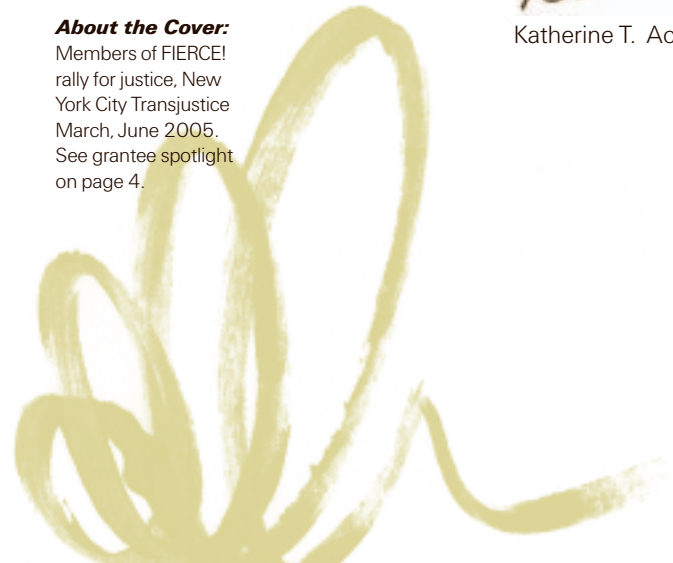 About the Cover:
Members of FIERCE!
rally for justice, New
York City Transjustice
March, June 2005.
See grantee spotlight
on page 4.
Katherine T.